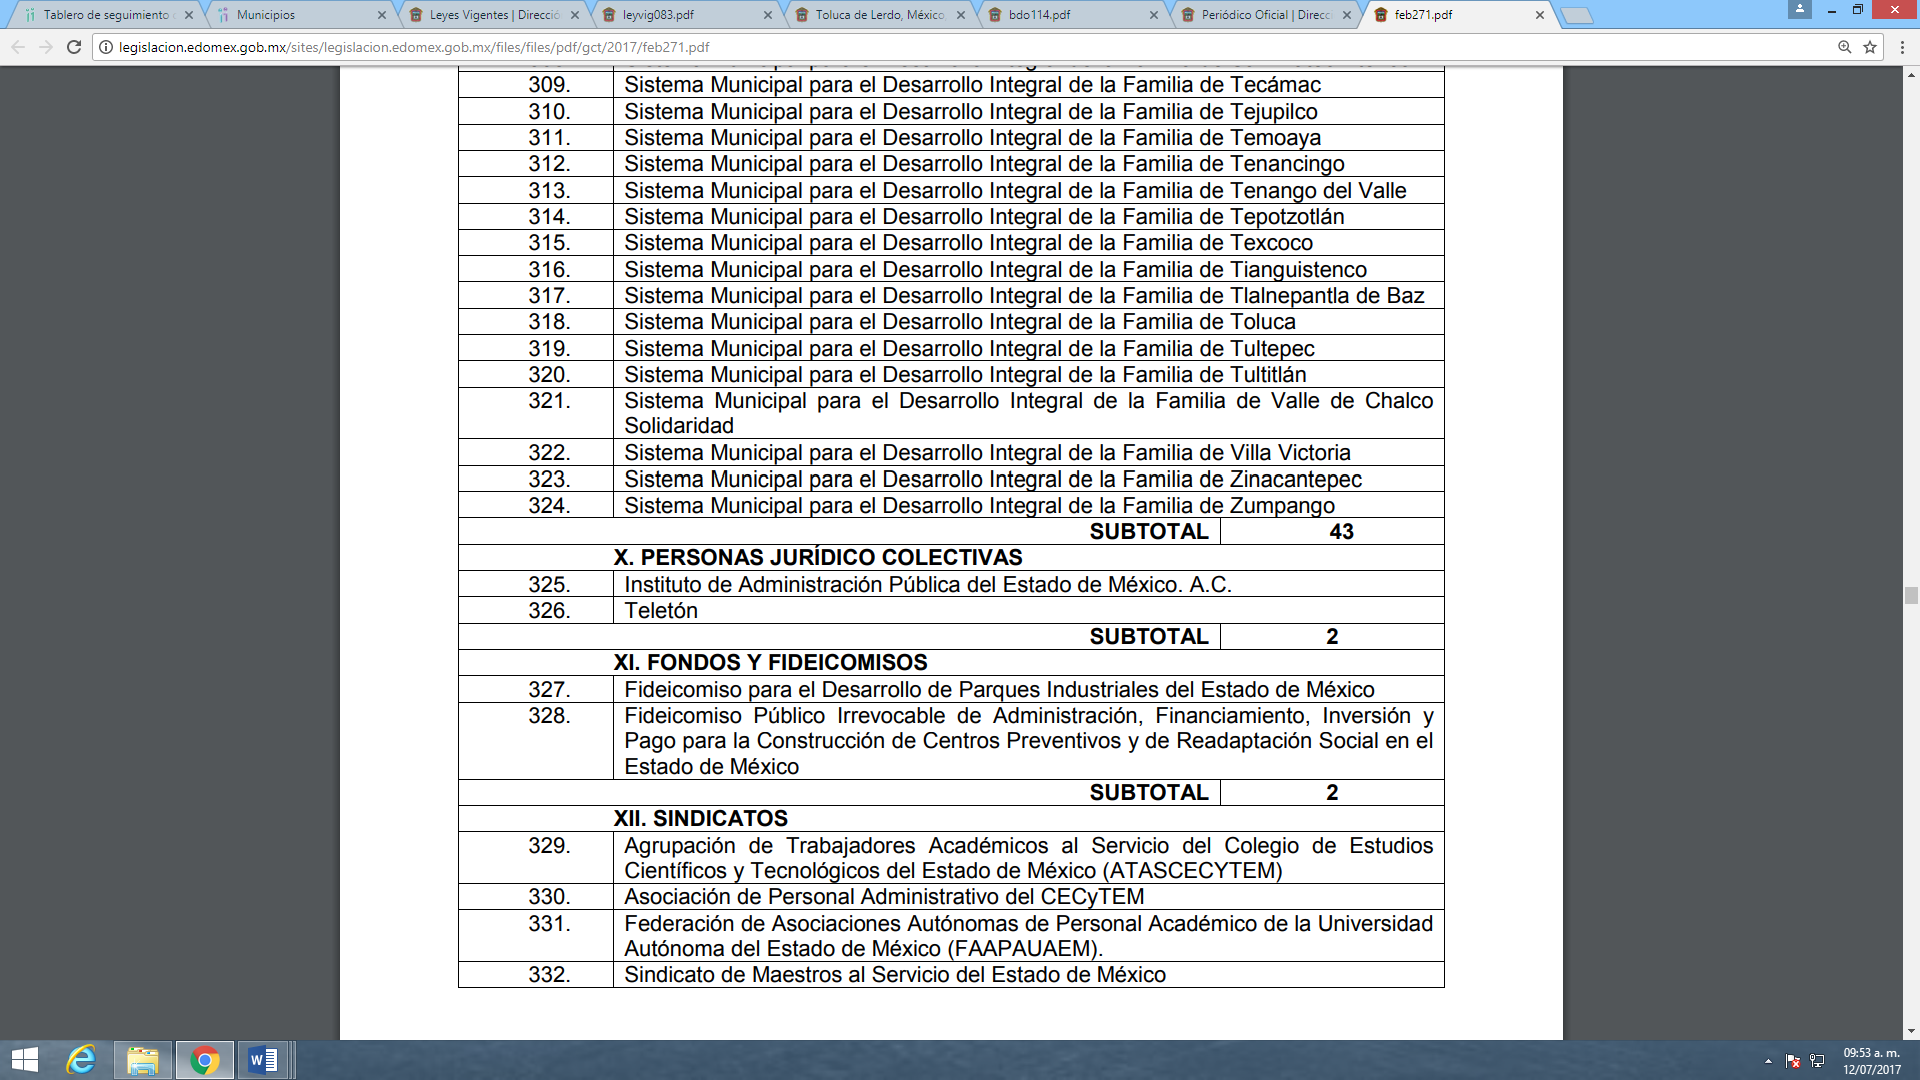 Tablero de seguimiento
Municipios
Leyes Vigentes | Direcció
leyvig083.pdf
Toluca de Lerdo, México,
bdo114.pdf
Periódico Oficial | Direcc
feb271.pdf
legislacion.edomex.gob.mx/sites/legislacion.edomex.gob.mx/files/files/pdf/gct/2017/feb271.pdf
309. Sistema Municipal para el Desarrollo Integral de la Familia de Tecámac
310. Sistema Municipal para el Desarrollo Integral de la Familia de Tejupilco
311. Sistema Municipal para el Desarrollo Integral de la Familia de Temoaya
312. Sistema Municipal para el Desarrollo Integral de la Familia de Tenancingo
313. Sistema Municipal para el Desarrollo Integral de la Familia de Tenango del Valle
314. Sistema Municipal para el Desarrollo Integral de la Familia de Tepotzotlán
315. Sistema Municipal para el Desarrollo Integral de la Familia de Texcoco
316. Sistema Municipal para el Desarrollo Integral de la Familia de Tianguistenco
317. Sistema Municipal para el Desarrollo Integral de la Familia de Tlalnepantla de Baz
318. Sistema Municipal para el Desarrollo Integral de la Familia de Toluca
319. Sistema Municipal para el Desarrollo Integral de la Familia de Tultepec
320. Sistema Municipal para el Desarrollo Integral de la Familia de Tultitlán
321. Sistema Municipal para el Desarrollo Integral de la Familia de Valle de Chalco
Solidaridad
322. Sistema Municipal para el Desarrollo Integral de la Familia de Villa Victoria
323. Sistema Municipal para el Desarrollo Integral de la Familia de Zinacantepec
324. Sistema Municipal para el Desarrollo Integral de la Familia de Zumpango
SUBTOTAL 43
X. PERSONAS JURÍDICO COLECTIVAS
325. Instituto de Administración Pública del Estado de México. A.C.
326. Teletón
SUBTOTAL 2
XI. FONDOS Y FIDEICOMISOS
327. Fideicomiso para el Desarrollo de Parques Industriales del Estado de México
328. Fideicomiso Público Irrevocable de Administración, Financiamiento, Inversión y
Pago para la Construcción de Centros Preventivos y de Readaptación Social en el
Estado de México
SUBTOTAL 2
XII. SINDICATOS
329. Agrupación de Trabajadores Académicos al Servicio del Colegio de Estudios
Científicos y Tecnológicos del Estado de México (ATASCECYTEM)
330. Asociación de Personal Administrativo del CECyTEM
331. Federación de Asociaciones Autónomas de Personal Académico de la Universidad
Autónoma del Estado de México (FAAPAUAEM).
332. Sindicato de Maestros al Servicio del Estado de México
09:53 a. m.
12/07/2017